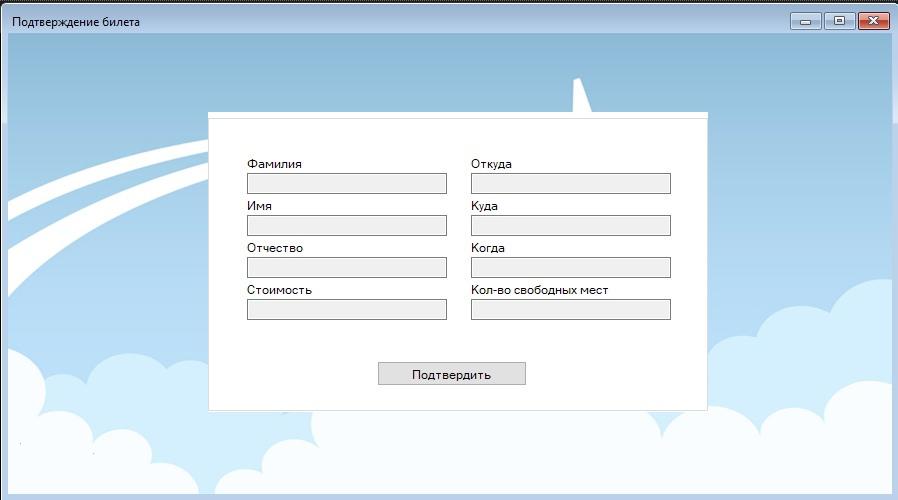 Подтверждение билета
Фамилия
Откуда
Имя
Куда
Отчество
Когда
Стоимость
Кол-во свободных мест
Подтвердить